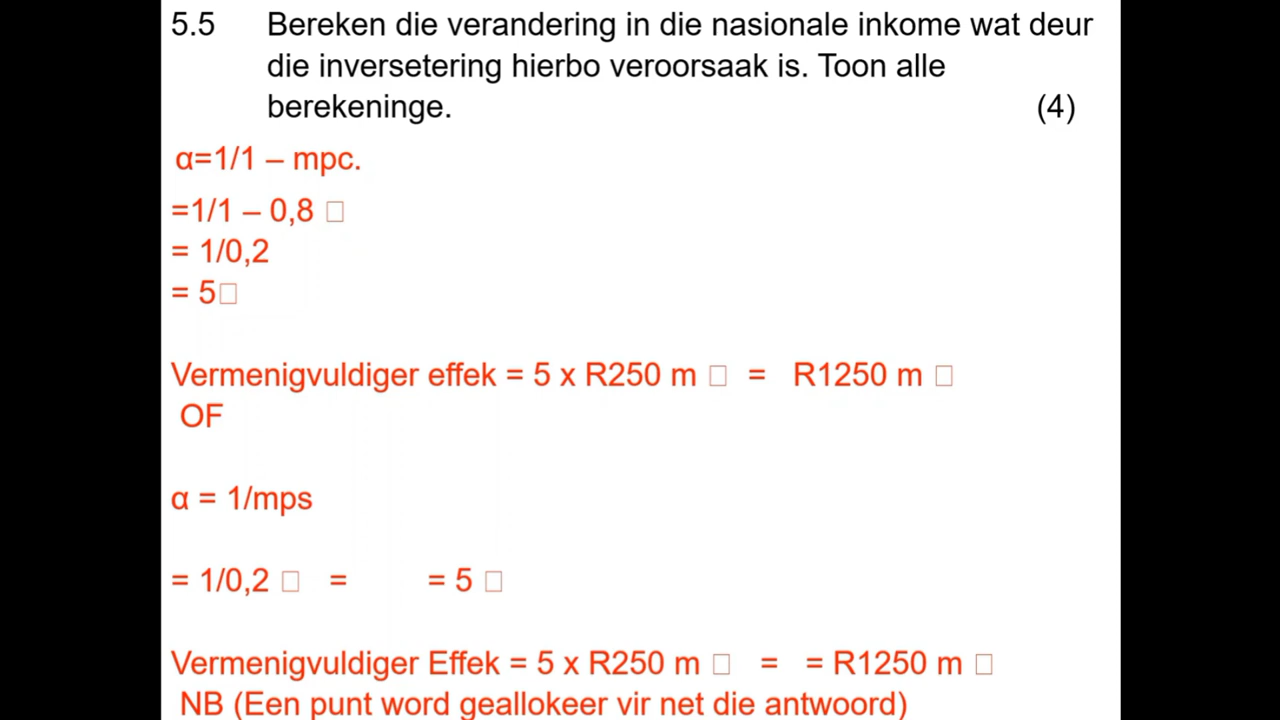 5.5 Bereken die verandering in die nasionale inkome wat deur
die inversetering hierbo veroorsaak is. Toon alle
berekeninge. (4)
α=1/1 – mpc.
=1/1 – 0,8 □
= 1/0,2
= 5□
Vermenigvuldiger effek = 5 x R250 m □ = R1250 m □
OF
α = 1/mps
= 1/0,2 □ = = 5 □
Vermenigvuldiger Effek = 5 x R250 m □ = = R1250 m □
NB (Een punt word geallokeer vir net die antwoord)